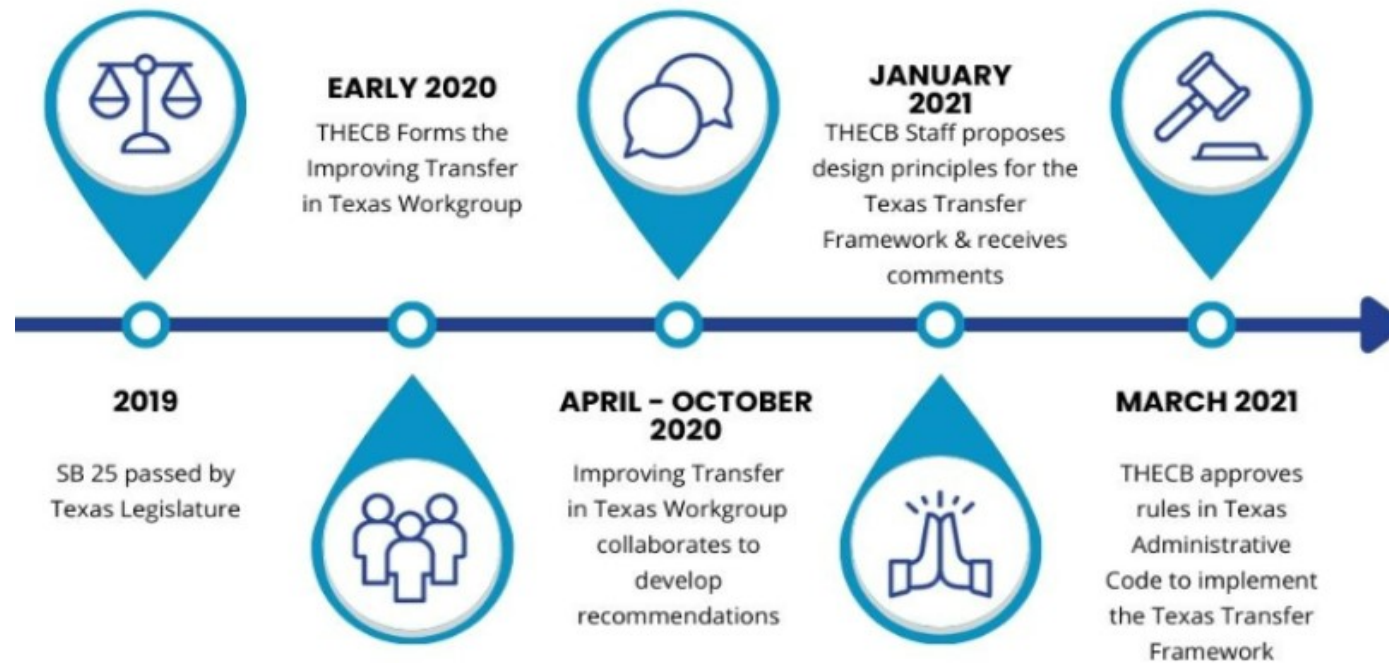 2019
SB 25 passed by
Texas Legislature
EARLY 2020
THECB Forms the
Improving Transfer
in Texas Workgroup
APRIL - OCTOBER
2020
Improving Transfer
in Texas Workgroup
collaborates to
develop
recommendations
JANUARY
2021
THECB Staff proposes
design principles for the
Texas Transfer
Framework & receives
comments
MARCH 2021
THECB approves
rules in Texas
Administrative
Code to implement
the Texas Transfer
Framework